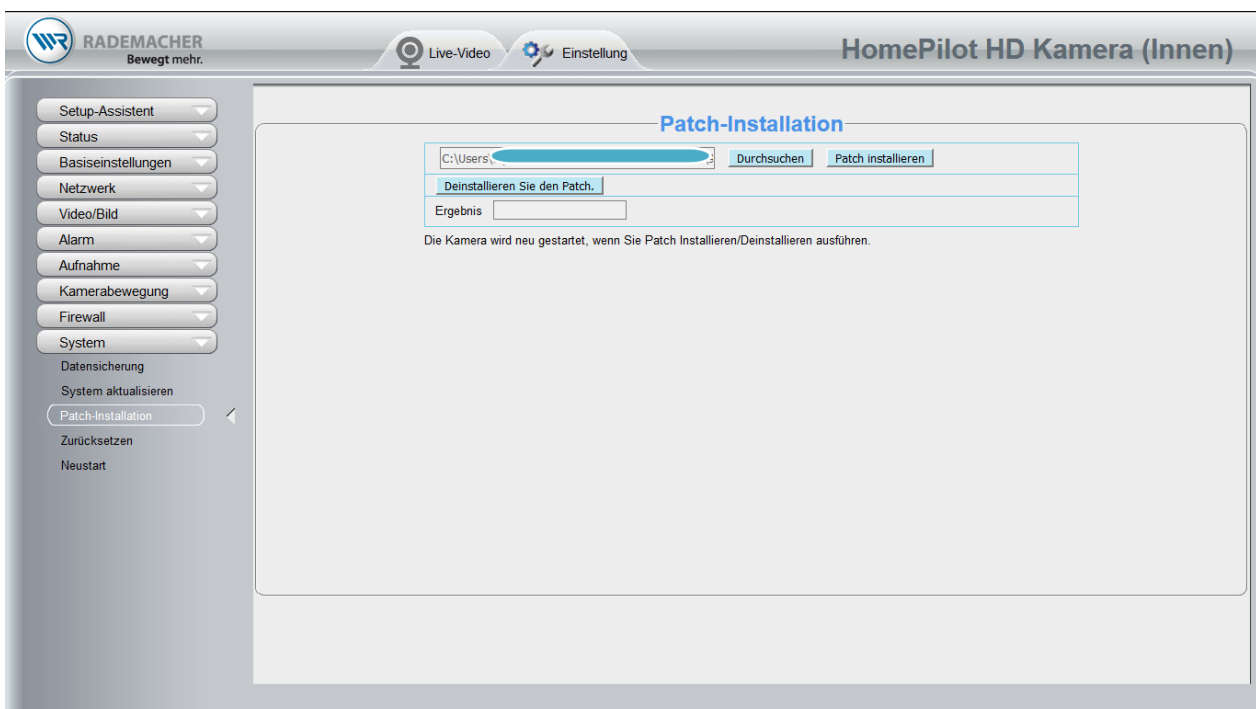 WR RADEMACHER
Bewegt mehr.
Live-Video
Einstellung
HomePilot HD Kamera (Innen)
Setup-Assistent
Status
Basiseinstellungen
Netzwerk
Video/Bild
Alarm
Aufnahme
Kamerabewegung
Firewall
System
Datensicherung
System aktualisieren
Patch-Installation
Zurücksetzen
Neustart
Patch-Installation
C:\Users\ Durchsuchen Patch installieren
Deinstallieren Sie den Patch.
Ergebnis
Die Kamera wird neu gestartet, wenn Sie Patch Installieren/Deinstallieren ausführen.